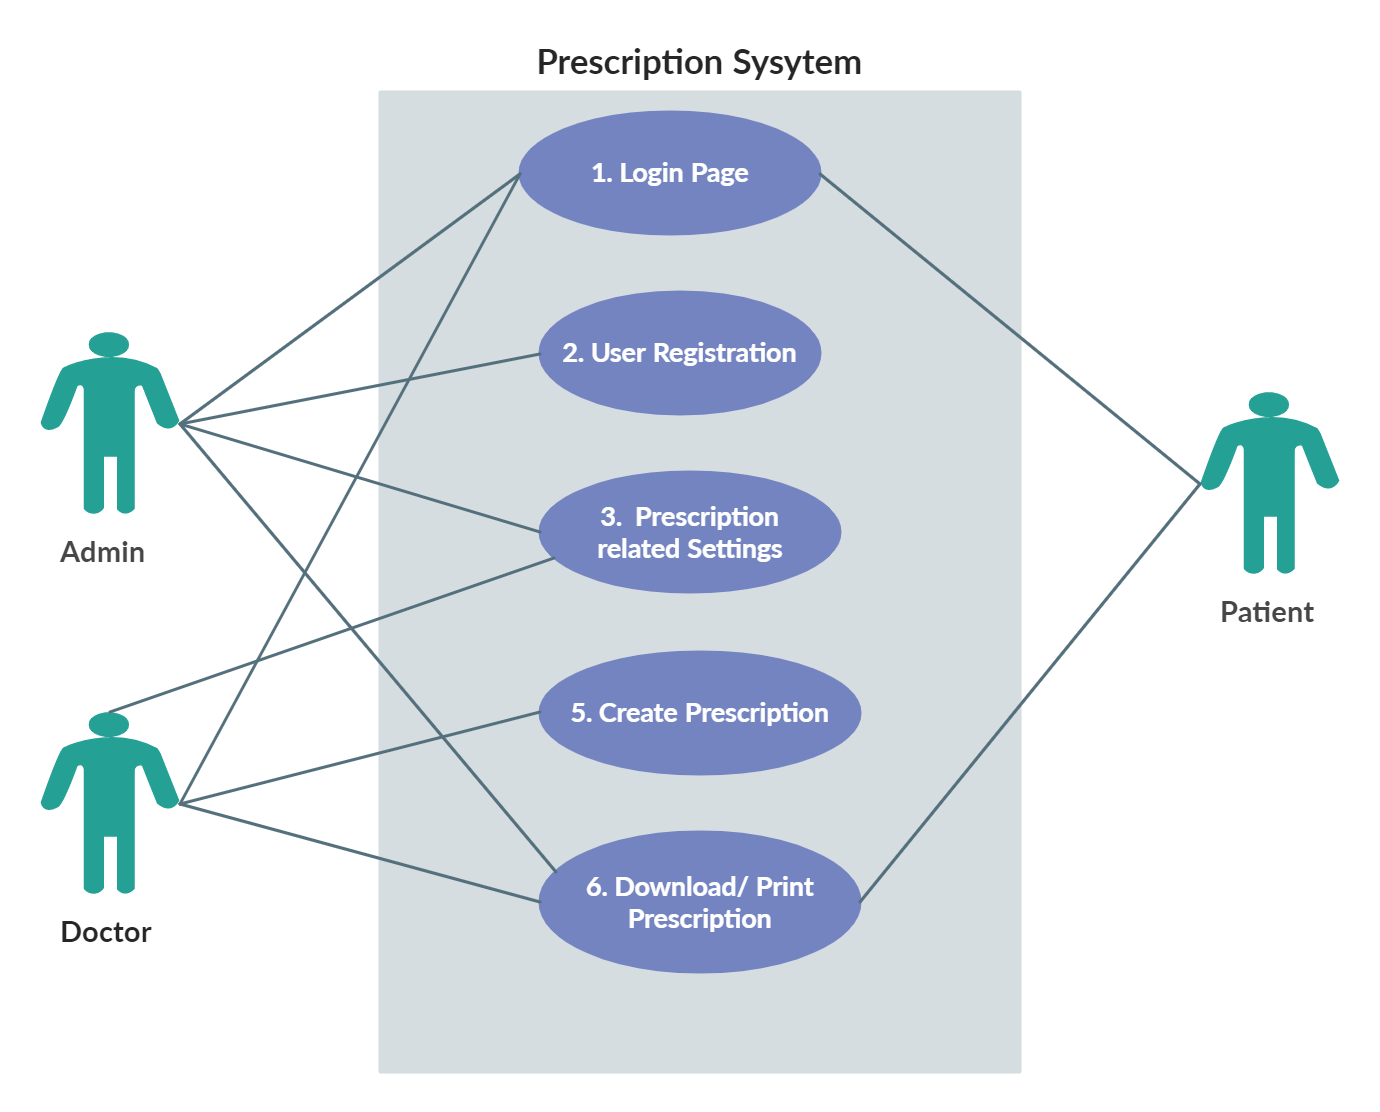 Prescription Sysytem
1. Login Page
2. User Registration
3. Prescription
related Settings
Admin
Patient
5. Create Prescription
6. Download/ Print
Prescription
Doctor